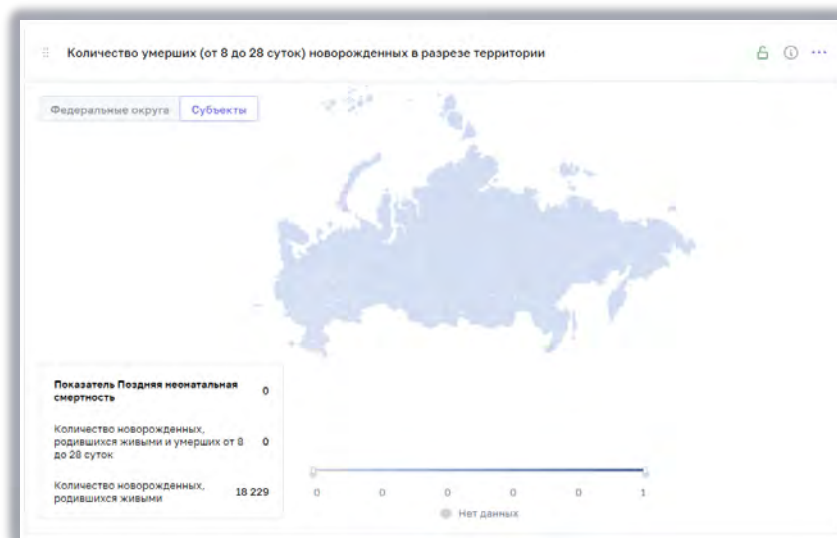 Количество умерших (от 8 до 28 суток) новорожденных в разрезе территории
Федеральные округа Субъекты
Показатель Поздняя неонатальная 0
смертность
Количество новорожденных,
родившихся живыми и умерших от 8 0
до 28 суток
Количество новорожденных, 18 229
родившихся живыми
0 0 0 0 0 1
Нет данных